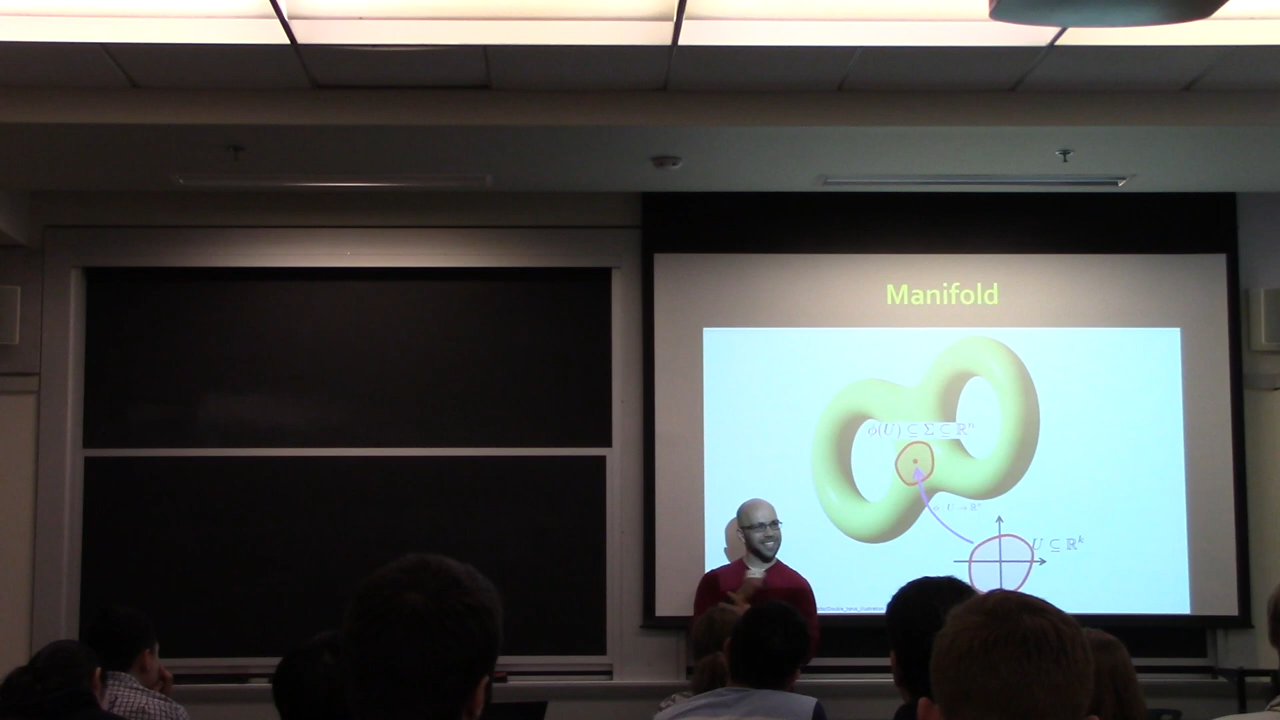 Manifold
ϕ(U) ⊆ Σ ⊆ ℝⁿ
U ⊆ ℝᵏ